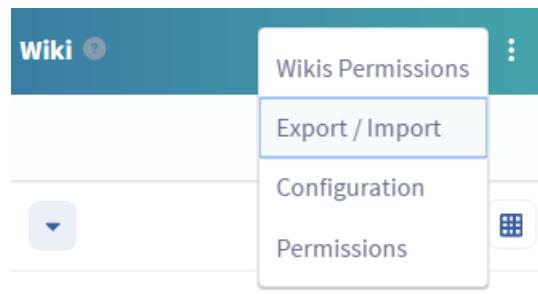 Wiki ?
Wikis Permissions
Export / Import
Configuration
Permissions